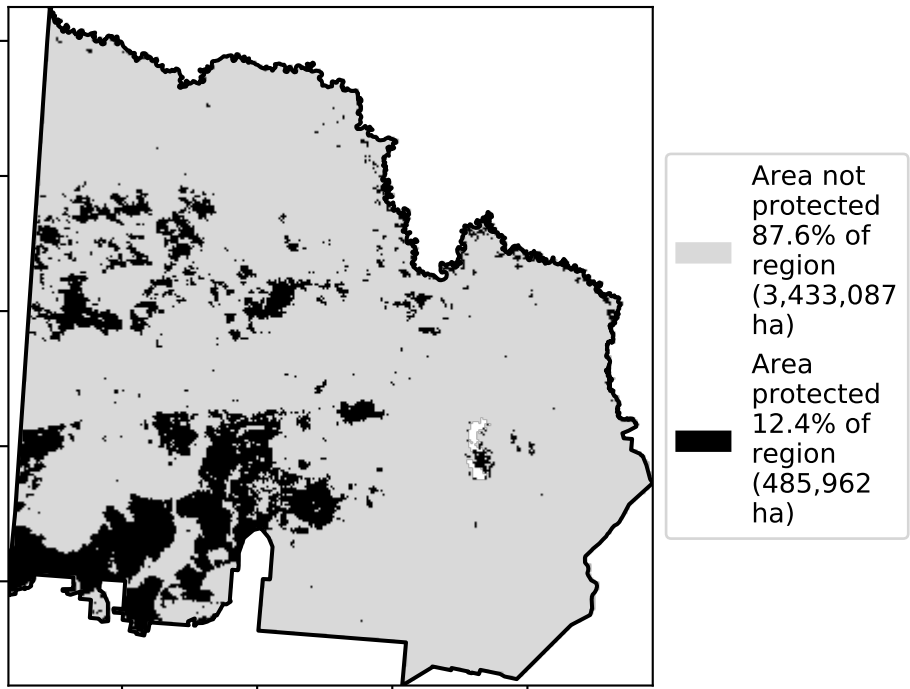 Area not
protected
87.6% of
region
(3,433,087
ha)
Area
protected
12.4% of
region
(485,962
ha)